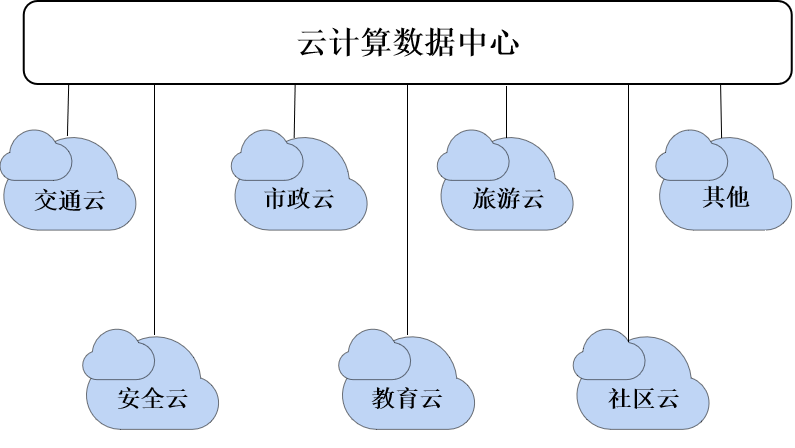 云计算数据中心
交通云
市政云
旅游云
其他
安全云
教育云
社区云